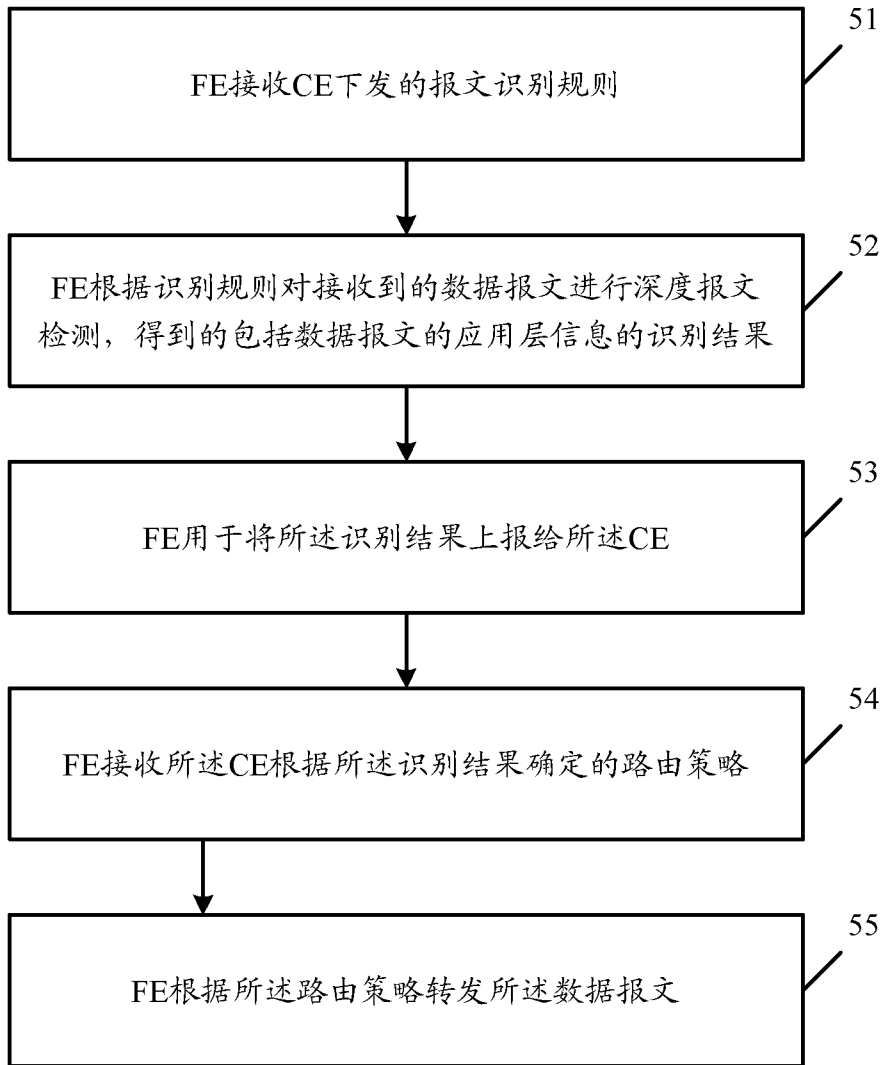 51
FE接收CE下发的报文识别规则
52
FE根据识别规则对接收到的数据报文进行深度报文
检测，得到的包括数据报文的应用层信息的识别结果
53
FE用于将所述识别结果上报给所述CE
54
FE接收所述CE根据所述识别结果确定的路由策略
55
FE根据所述路由策略转发所述数据报文